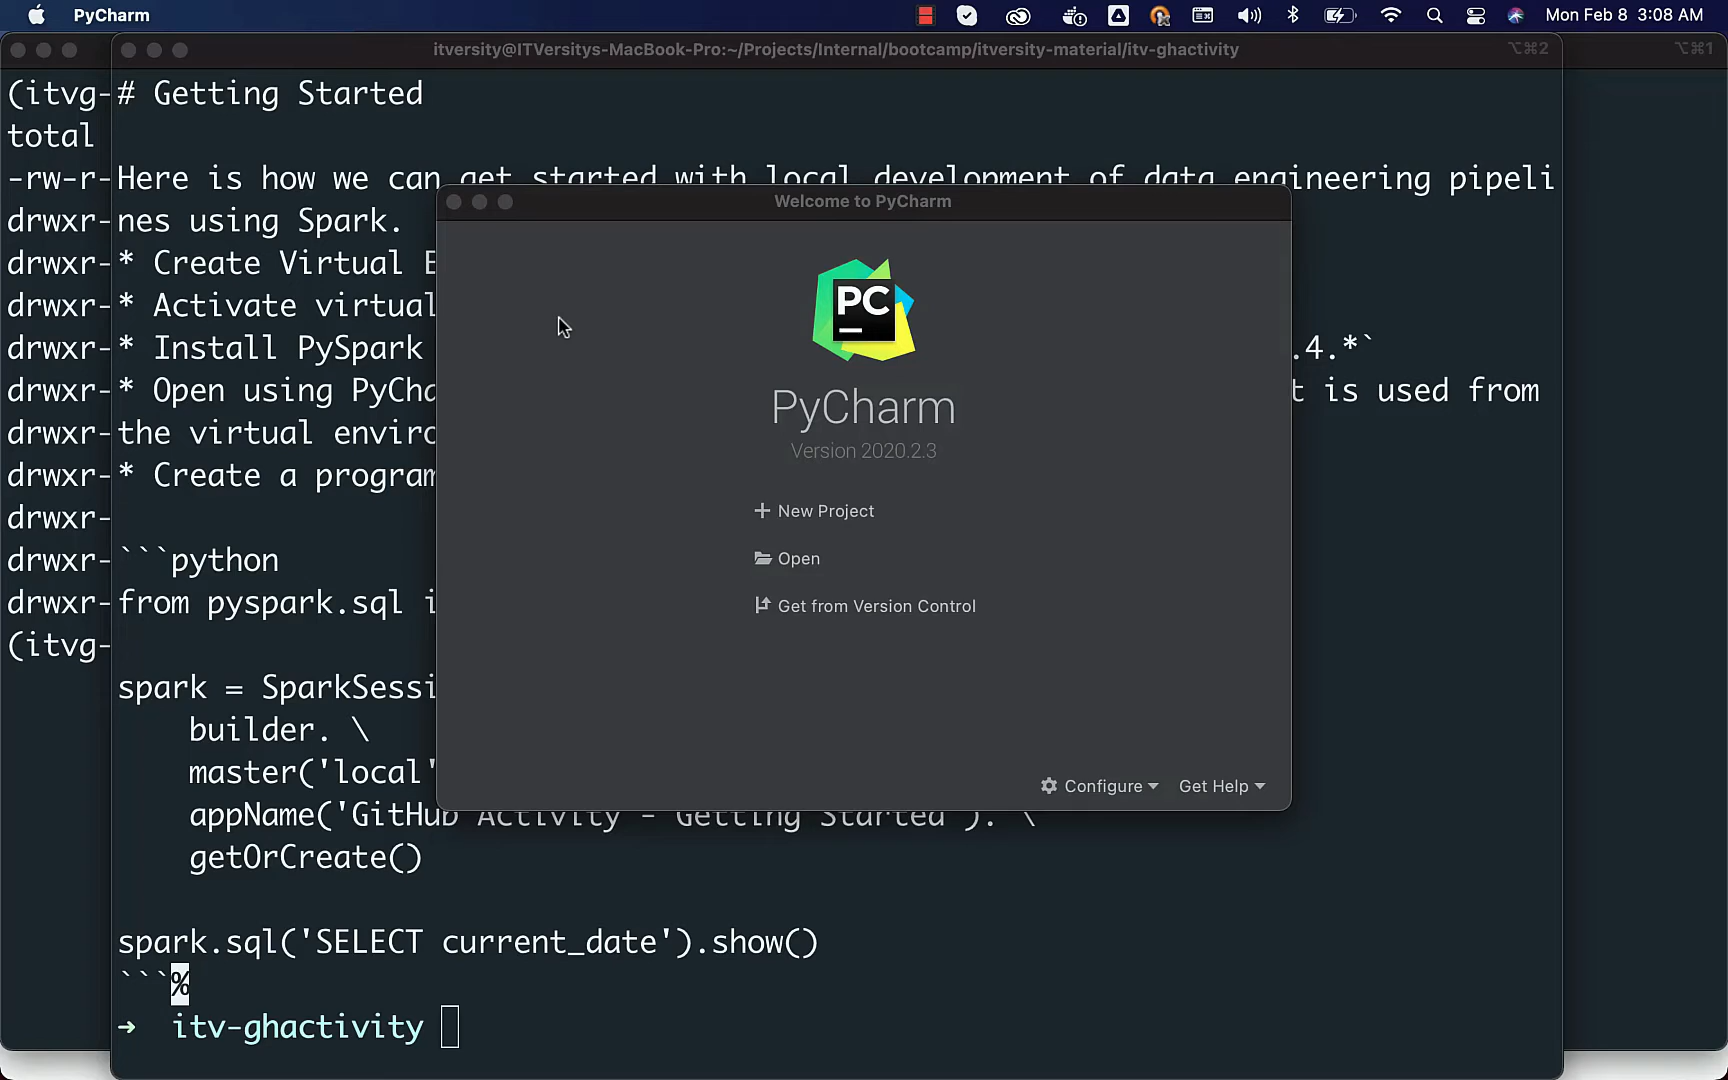 PyCharm
Mon Feb 8 3:08 AM
itversity@ITVersitys-MacBook-Pro:~/Projects/Internal/bootcamp/itversity-material/itv-ghactivity
⌥⌘2
⌥⌘1
(itvg-
total
-rw-r-
drwxr-
drwxr-
drwxr-
drwxr-
drwxr-
drwxr-
drwxr-
drwxr-
drwxr-
drwxr-
(itvg-
# Getting Started
Here is how we can get started with local development of data engineering pipeli
nes using Spark.
* Create Virtual E
* Activate virtual
* Install PySpark .4.*`
* Open using PyCha t is used from
the virtual enviro
* Create a program
```python
from pyspark.sql i
spark = SparkSessi
builder. \
master('local'
appName('GitHub Activity - Getting Started'). \
getOrCreate()
spark.sql('SELECT current_date').show()
```%
➜ itv-ghactivity
Welcome to PyCharm
PC
PyCharm
Version 2020.2.3
New Project
Open
Get from Version Control
Configure
Get Help